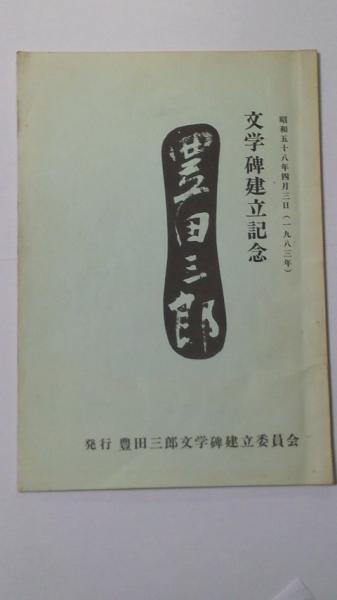 昭和五十八年四月三日(一九八三年)
文学碑建立記念
豊田三郎
発行 豊田三郎文学碑建立委員会